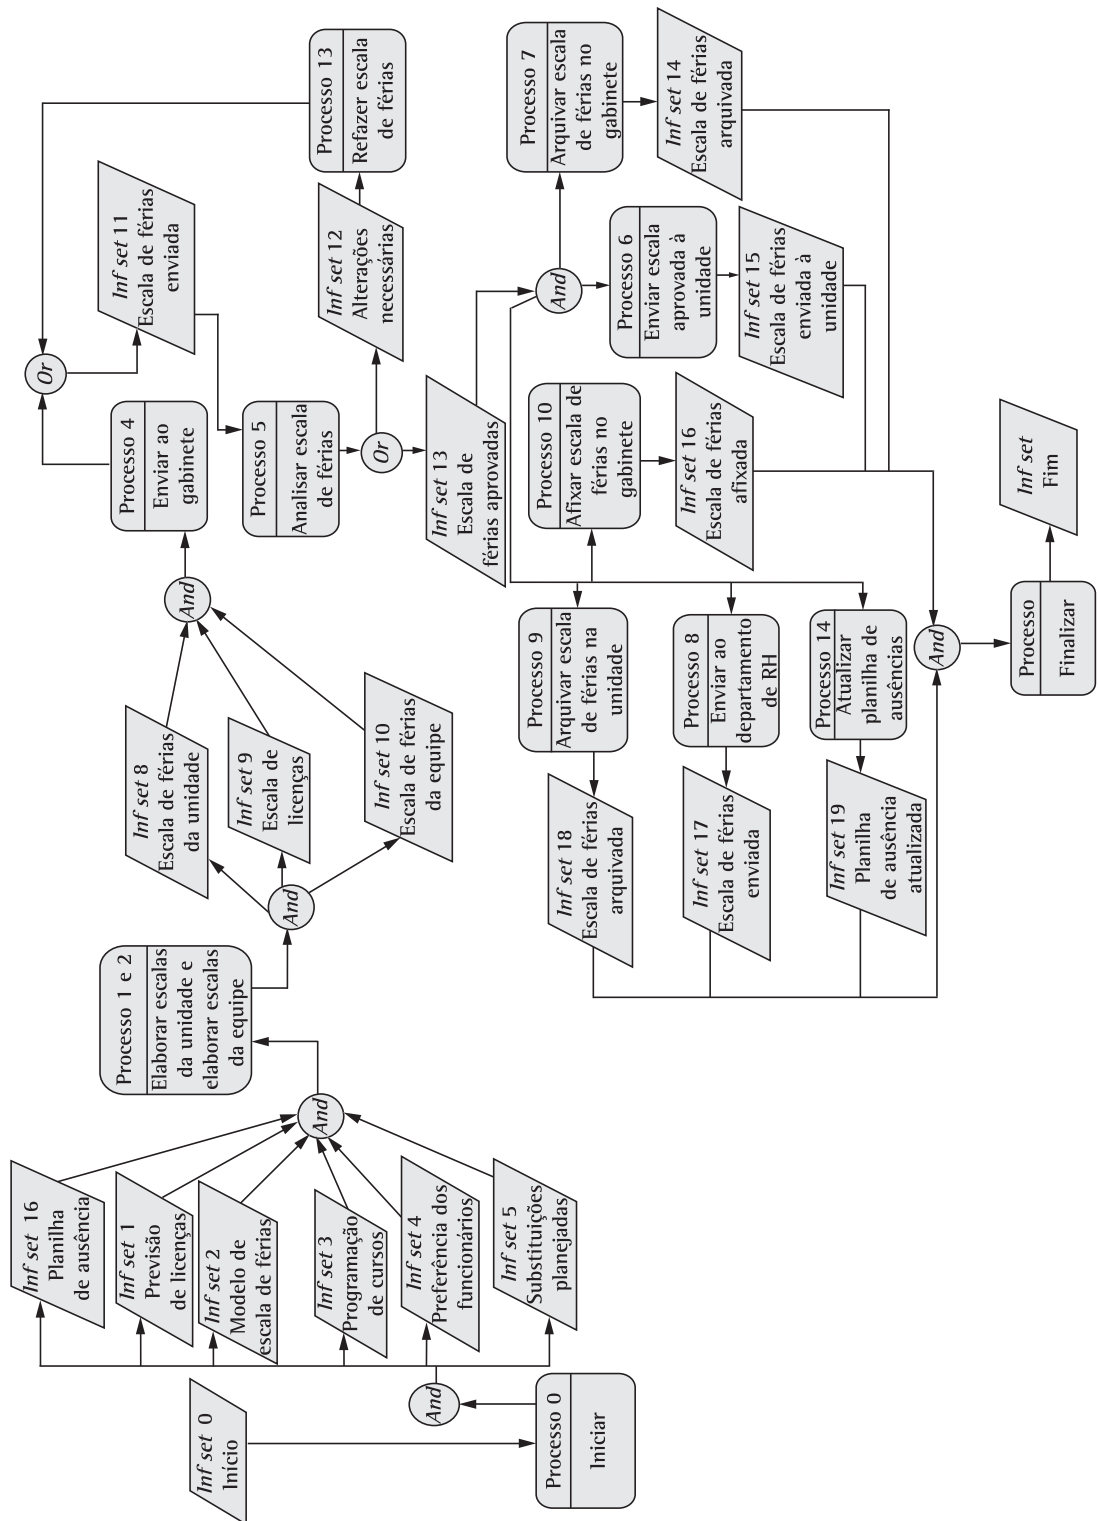 Inf set 0
Início
Processo 0
Iniciar
And
Inf set 16
Planilha
de ausência
Inf set 1
Previsão
de licenças
Inf set 2
Modelo de
escala de férias
Inf set 3
Programação
de cursos
Inf set 4
Preferência dos
funcionários
Inf set 5
Substituições
planejadas
And
Processo 1 e 2
Elaborar escalas
da unidade e
elaborar escalas
da equipe
And
Inf set 8
Escala de férias
da unidade
Inf set 9
Escala de
licenças
Inf set 10
Escala de férias
da equipe
And
Processo 4
Enviar ao
gabinete
Or
Inf set 11
Escala de férias
enviada
Processo 5
Analisar escala
de férias
Or
Inf set 12
Alterações
necessárias
Processo 13
Refazer escala
de férias
Inf set 13
Escala de
férias aprovadas
And
Processo 7
Arquivar escala
de férias no
gabinete
Inf set 14
Escala de férias
arquivada
Processo 6
Enviar escala
aprovada à
unidade
Inf set 15
Escala de férias
enviada à
unidade
Processo 10
Afixar escala de
férias no
gabinete
Inf set 16
Escala de férias
afixada
Processo 9
Arquivar escala
de férias na
unidade
Inf set 18
Escala de férias
arquivada
Processo 8
Enviar ao
departamento
de RH
Inf set 17
Escala de férias
enviada
Processo 14
Atualizar
planilha de
ausências
Inf set 19
Planilha
de ausência
atualizada
And
Processo
Finalizar
Inf set
Fim